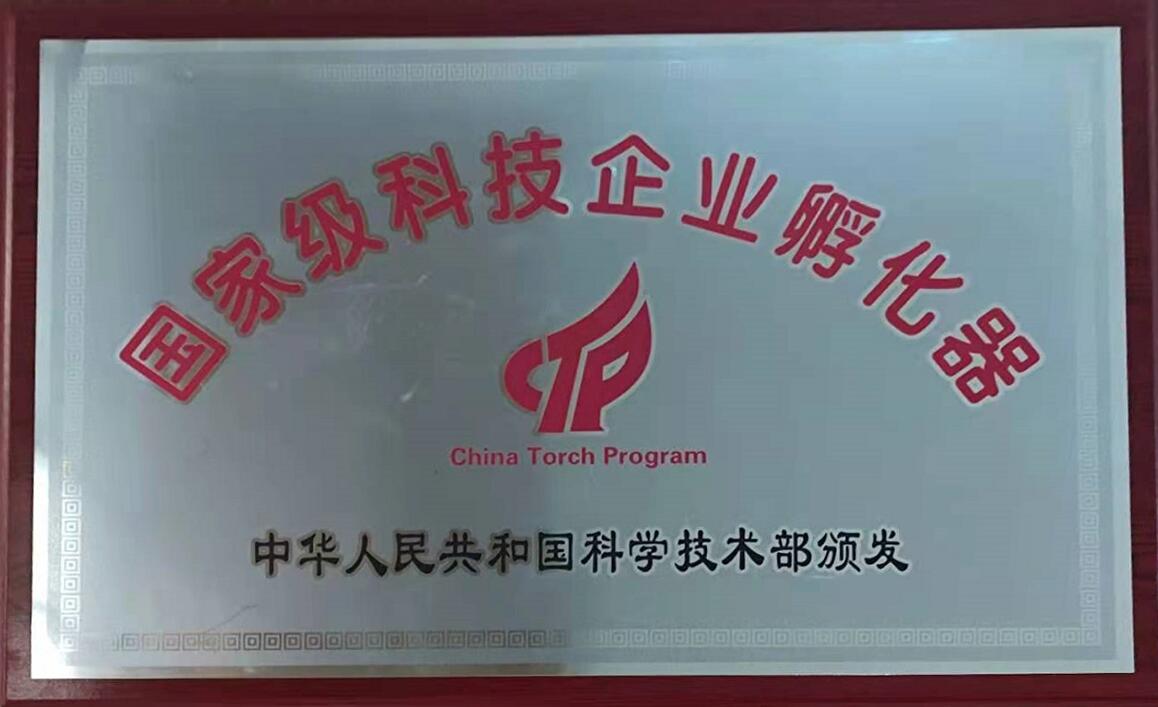 国家级科技企业孵化器
CTP
China Torch Program
中华人民共和国科学技术部颁发